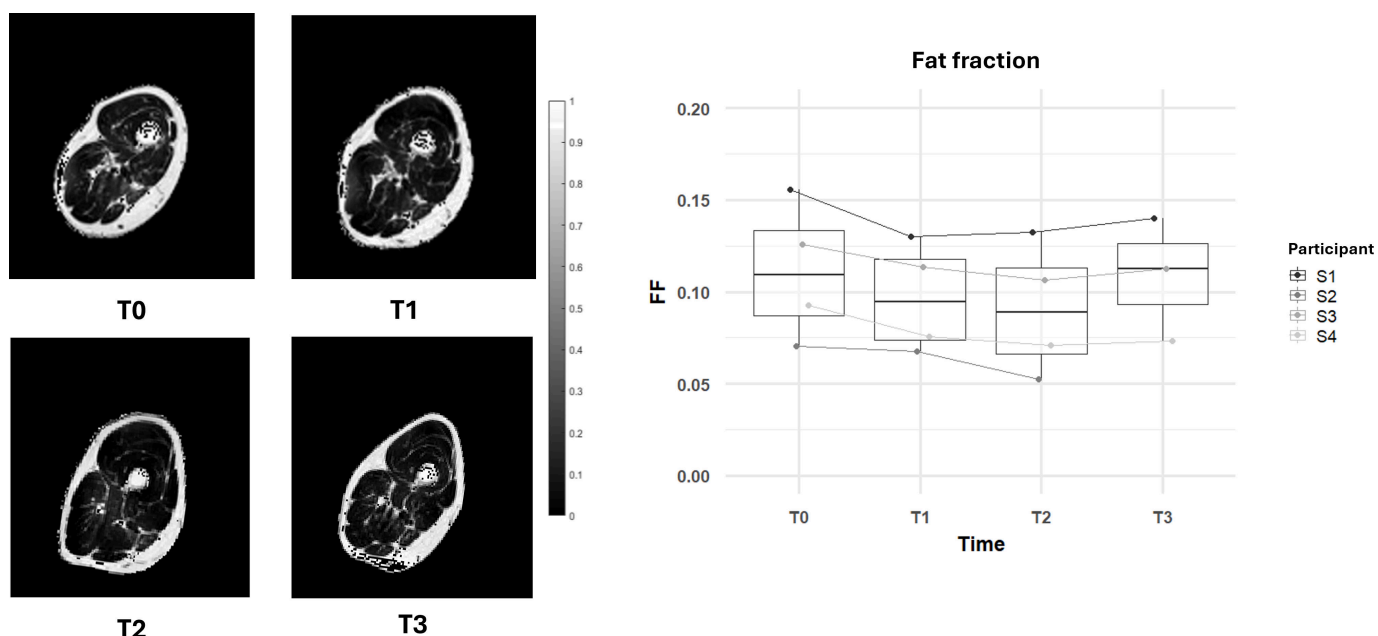 T0
T1
T2
T3
1
0.9
0.8
0.7
0.6
0.5
0.4
0.3
0.2
0.1
0
Fat fraction
0.20
0.15
0.10
0.05
0.00
FF
T0 T1 T2 T3
Time
Participant
S1
S2
S3
S4